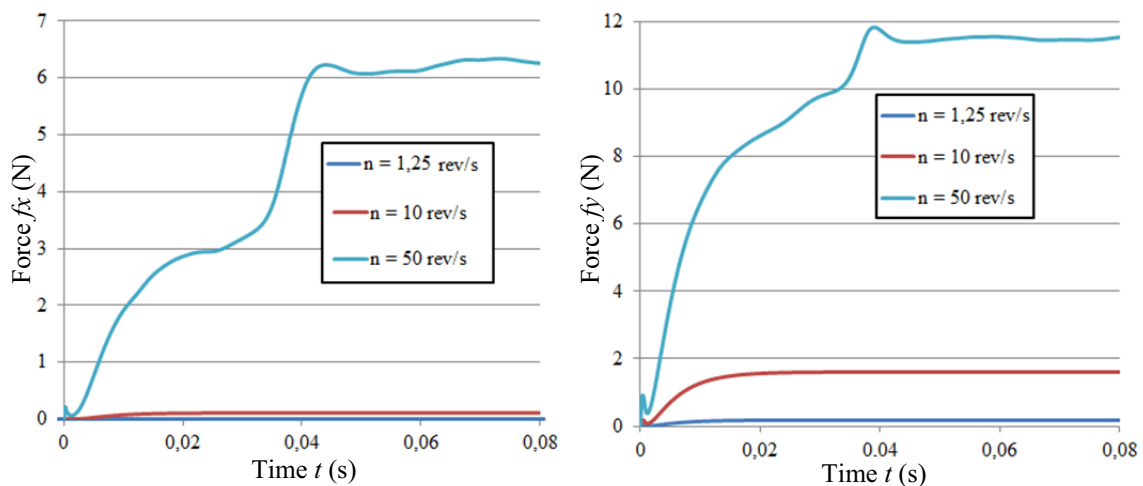 7
6
5
4
3
2
1
0
Force fx (N)
n = 1,25 rev/s
n = 10 rev/s
n = 50 rev/s
0
0,02
0,04
0,06
0,08
Time t (s)
12
10
8
6
4
2
0
Force fy (N)
n = 1,25 rev/s
n = 10 rev/s
n = 50 rev/s
0
0,02
0,04
0,06
0,08
Time t (s)